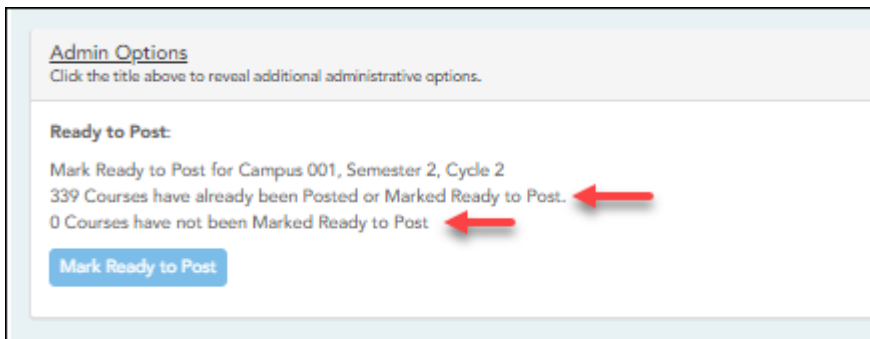 Admin Options
Click the title above to reveal additional administrative options.
Ready to Post:
Mark Ready to Post for Campus 001, Semester 2, Cycle 2
339 Courses have already been Posted or Marked Ready to Post.
0 Courses have not been Marked Ready to Post
Mark Ready to Post